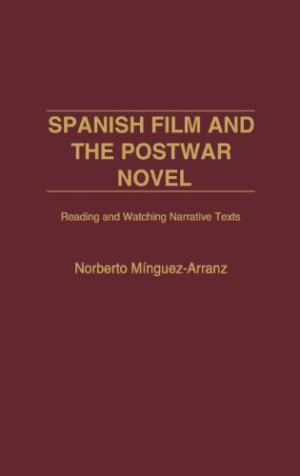 SPANISH FILM AND
THE POSTWAR
NOVEL
Reading and Watching Narrative Texts
Norberto Mínguez-Arranz